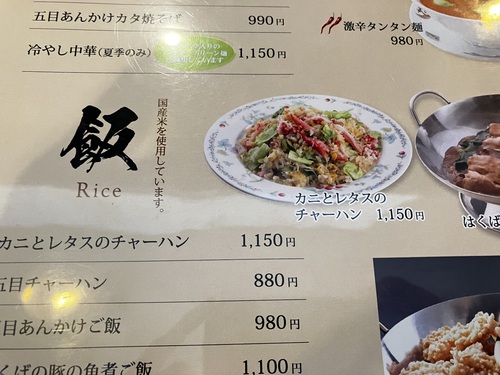 五目あんかけカタ焼そば 990円
冷やし中華(夏季のみ) 1,150円
激辛タンタン麺
980円
飯
Rice
国産米を使用しています。
カニとレタスの
チャーハン 1,150円
はくば
カニとレタスのチャーハン 1,150円
五目チャーハン 880円
五目あんかけご飯 980円
くばの豚の角煮ご飯 1,100円